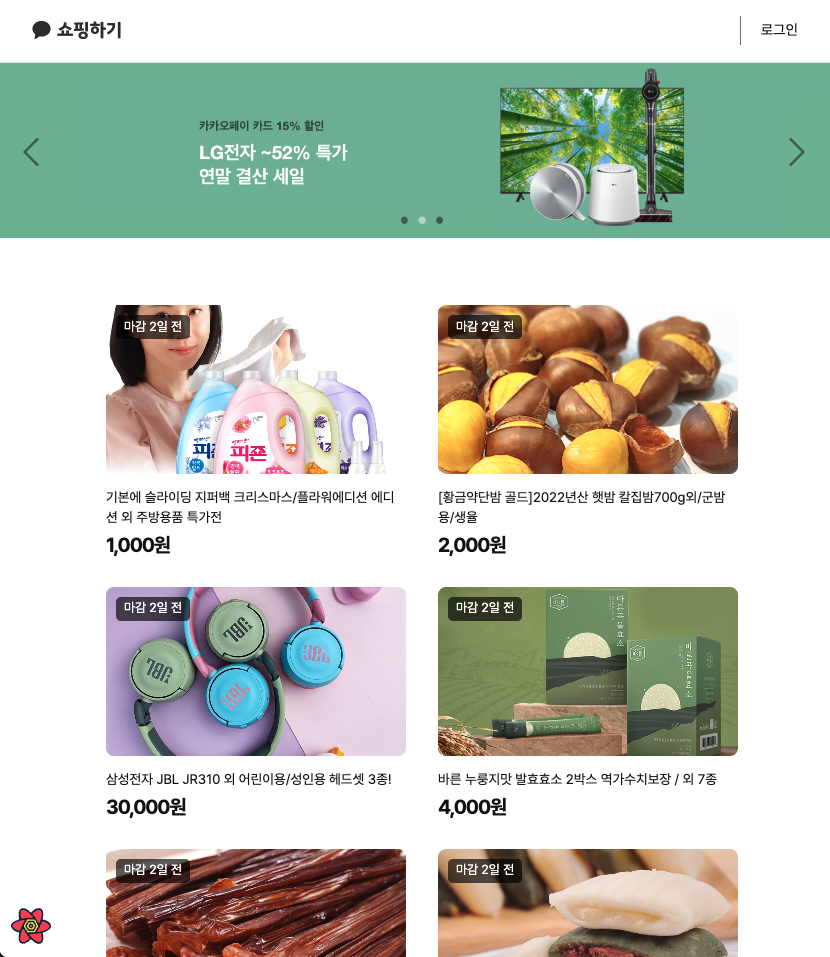 쇼핑하기
로그인
카카오페이 카드 15% 할인
LG전자 ~52% 특가
연말 결산 세일
마감 2일 전
마감 2일 전
피죤
피죤
기본에 슬라이딩 지퍼백 크리스마스/플라워에디션 에디
션 외 주방용품 특가전
1,000원
[황금약단밤 골드]2022년산 햇밤 칼집밤700g외/군밤
용/생율
2,000원
마감 2일 전
마감 2일 전
JBL
JBL
JBL
JBL
삼성전자 JBL JR310 외 어린이용/성인용 헤드셋 3종!
30,000원
바른 누룽지맛 발효효소 2박스 역가수치보장 / 외 7종
4,000원
마감 2일 전
마감 2일 전